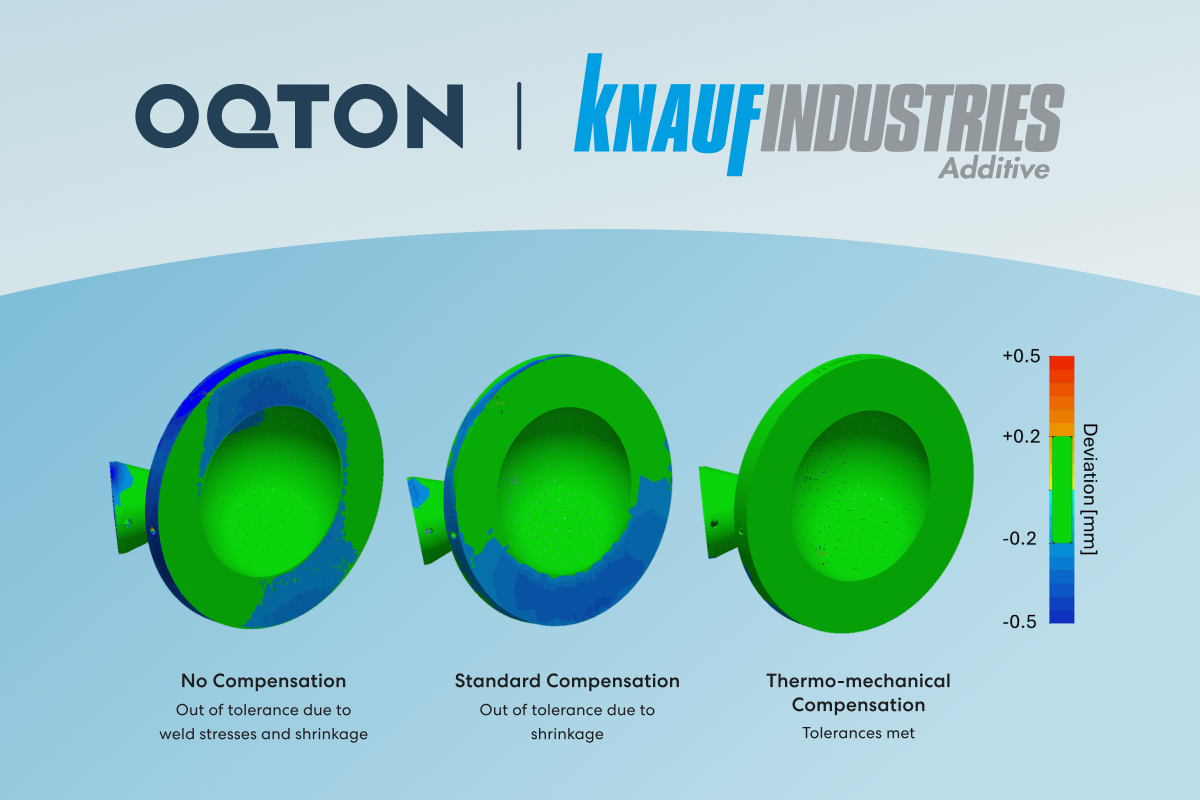 OQTON
KNAUF INDUSTRIES
Additive
+0.5
+0.2
-0.2
-0.5
Deviation [mm]
No Compensation
Out of tolerance due to
weld stresses and shrinkage
Standard Compensation
Out of tolerance due to
shrinkage
Thermo-mechanical
Compensation
Tolerances met